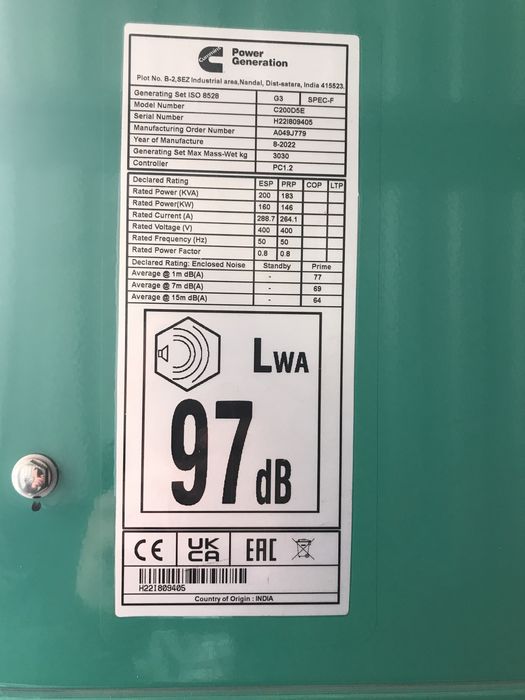 Cummins
Power
Generation
Plot No. B-2,SEZ Industrial area,Nandal, Dist-satara, India 415523.
Generating Set ISO 8528 G3 SPEC-F
Model Number C200D5E
Serial Number H22I809405
Manufacturing Order Number A049J779
Year of Manufacture 8-2022
Generating Set Max Mass-Wet kg 3030
Controller PC1.2
Declared Rating ESP PRP COP LTP
Rated Power (KVA) 200 183
Rated Power(KW) 160 146
Rated Current (A) 288.7 264.1
Rated Voltage (V) 400 400
Rated Frequency (Hz) 50 50
Rated Power Factor 0.8 0.8
Declared Rating: Enclosed Noise Standby Prime
Average @ 1m dB(A) - 77
Average @ 7m dB(A) - 69
Average @ 15m dB(A) - 64
LWA
97 dB
CE UK CA EAC
H22I809405
Country of Origin : INDIA